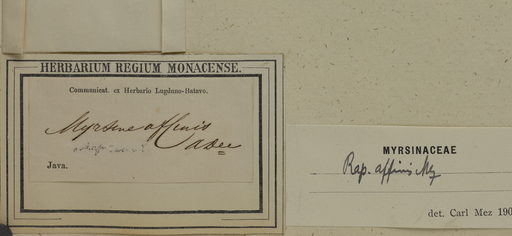 HERBARIUM REGIUM MONACENSE.
Communicat. ex Herbario Lugduno-Batavo.
Myrsine affinis
Java.
MYRSINACEAE
Rap. affinis Mz
det. Carl Mez 190